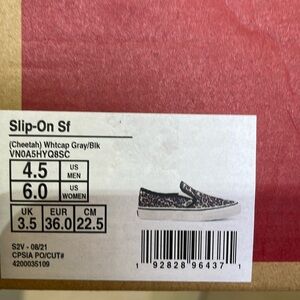 Slip-On Sf
(Cheetah) Whtcap Gray/Blk
VN0A5HYQ8SC
4.5 US MEN
6.0 US WOMEN
UK EUR CM
3.5 36.0 22.5
S2V - 08/21
CPSIA PO/CUT#
4200035109
1 92828 96437 1